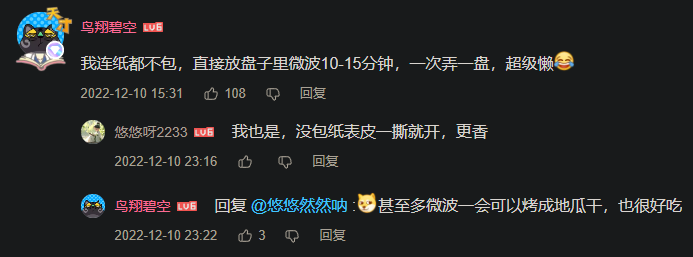 天才
鸟翔碧空 LV6
我连纸都不包，直接放盘子里微波10-15分钟，一次弄一盘，超级懒😂
2022-12-10 15:31 108 回复
悠悠呀2233 LV6 我也是，没包纸表皮一撕就开，更香
2022-12-10 23:16 回复
鸟翔碧空 LV6 回复 @悠悠然然呐 :甚至多微波一会可以烤成地瓜干，也很好吃
2022-12-10 23:22 3 回复